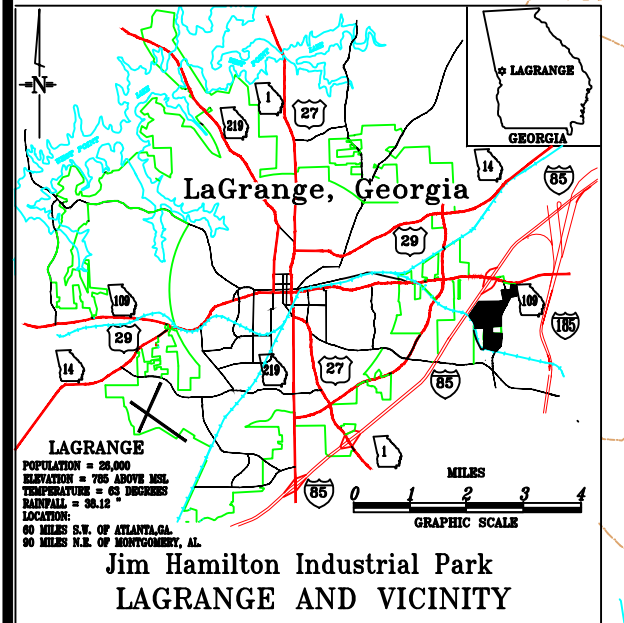 N
1
219
27
LAGRANGE
GEORGIA
14
85
LaGrange, Georgia
29
109
109
29
185
14
219
27
85
1
85
LAGRANGE
POPULATION = 26,000
ELEVATION = 785 ABOVE MSL
TEMPERATURE = 63 DEGREES
RAINFALL = 38.12 "
LOCATION:
60 MILES S.W. OF ATLANTA,GA.
90 MILES N.E. OF MONTGOMERY, AL.
MILES
0 1 2 3 4
GRAPHIC SCALE
Jim Hamilton Industrial Park
LAGRANGE AND VICINITY